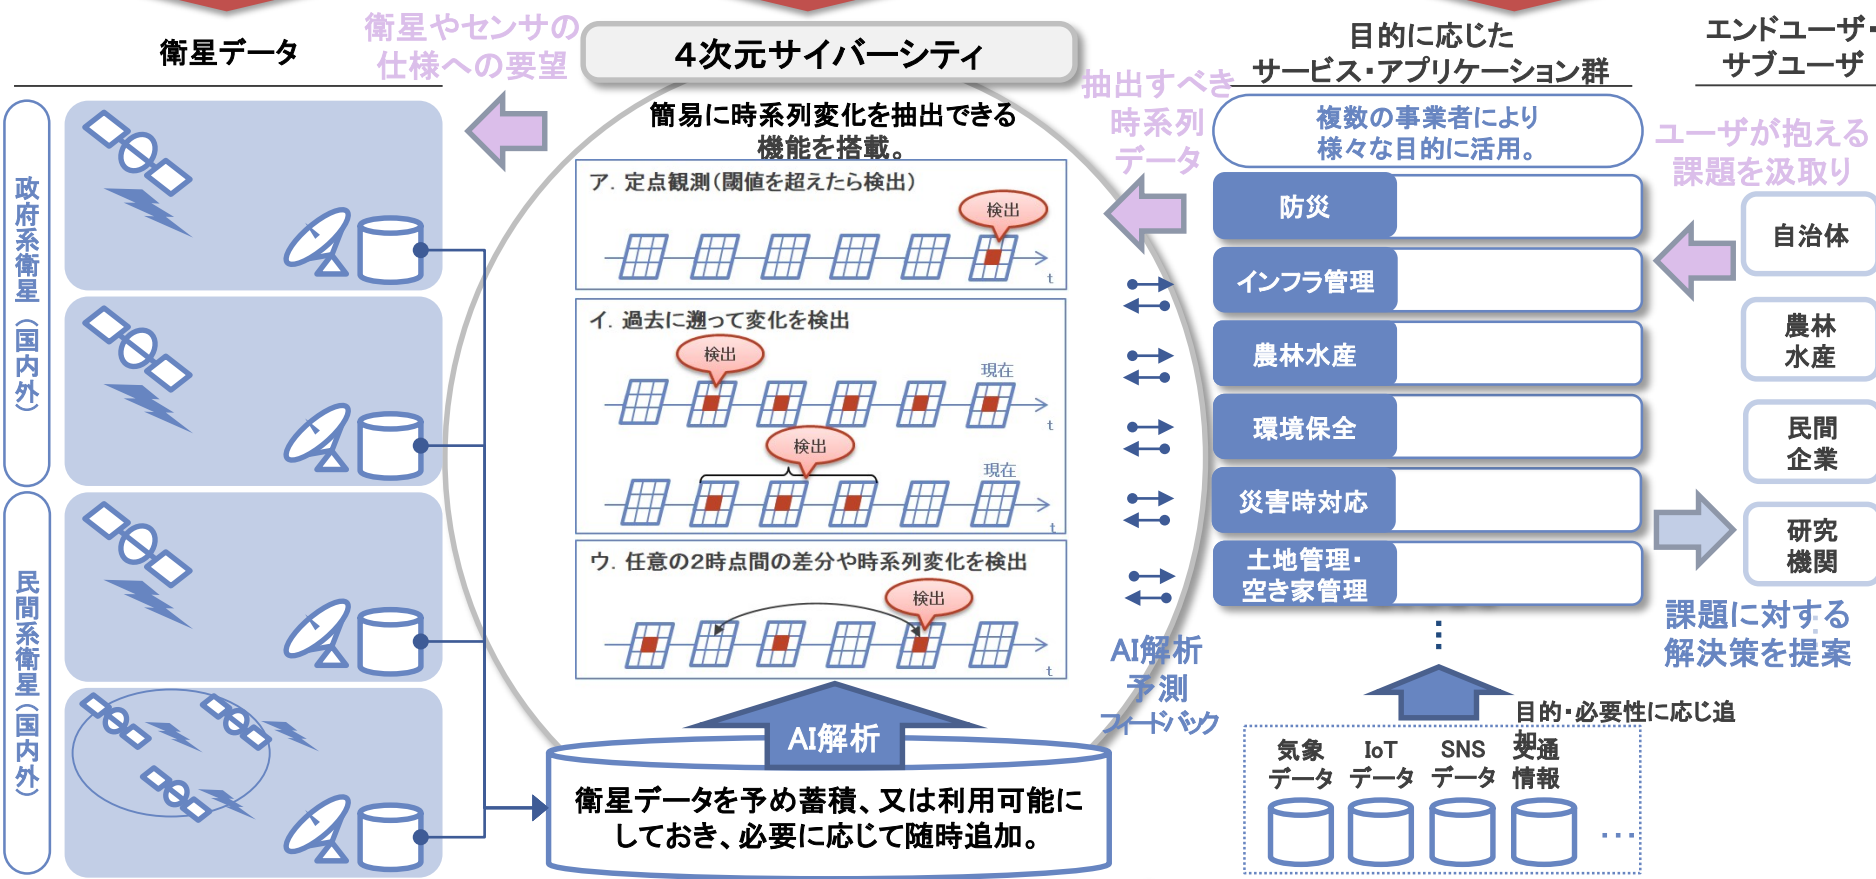 衛星データ
衛星やセンサの
仕様への要望
4次元サイバーシティ
目的に応じた
サービス・アプリケーション群
エンドユーザ・
サブユーザ
政府系衛星（国内外）
民間系衛星（国内外）
簡易に時系列変化を抽出できる
機能を搭載。
ア．定点観測（閾値を超えたら検出）
検出
t
イ．過去に遡って変化を検出
検出
現在
t
検出
現在
t
ウ．任意の2時点間の差分や時系列変化を検出
検出
t
AI解析
衛星データを予め蓄積、又は利用可能に
しておき、必要に応じて随時追加。
抽出すべき
時系列
データ
AI解析
予測
フィードバック
複数の事業者により
様々な目的に活用。
防災
インフラ管理
農林水産
環境保全
災害時対応
土地管理・
空き家管理
目的・必要性に応じ追
加
気象
データ
IoT
データ
SNS
データ
交通
情報
…
ユーザが抱える
課題を汲取り
自治体
農林
水産
民間
企業
研究
機関
課題に対する
解決策を提案